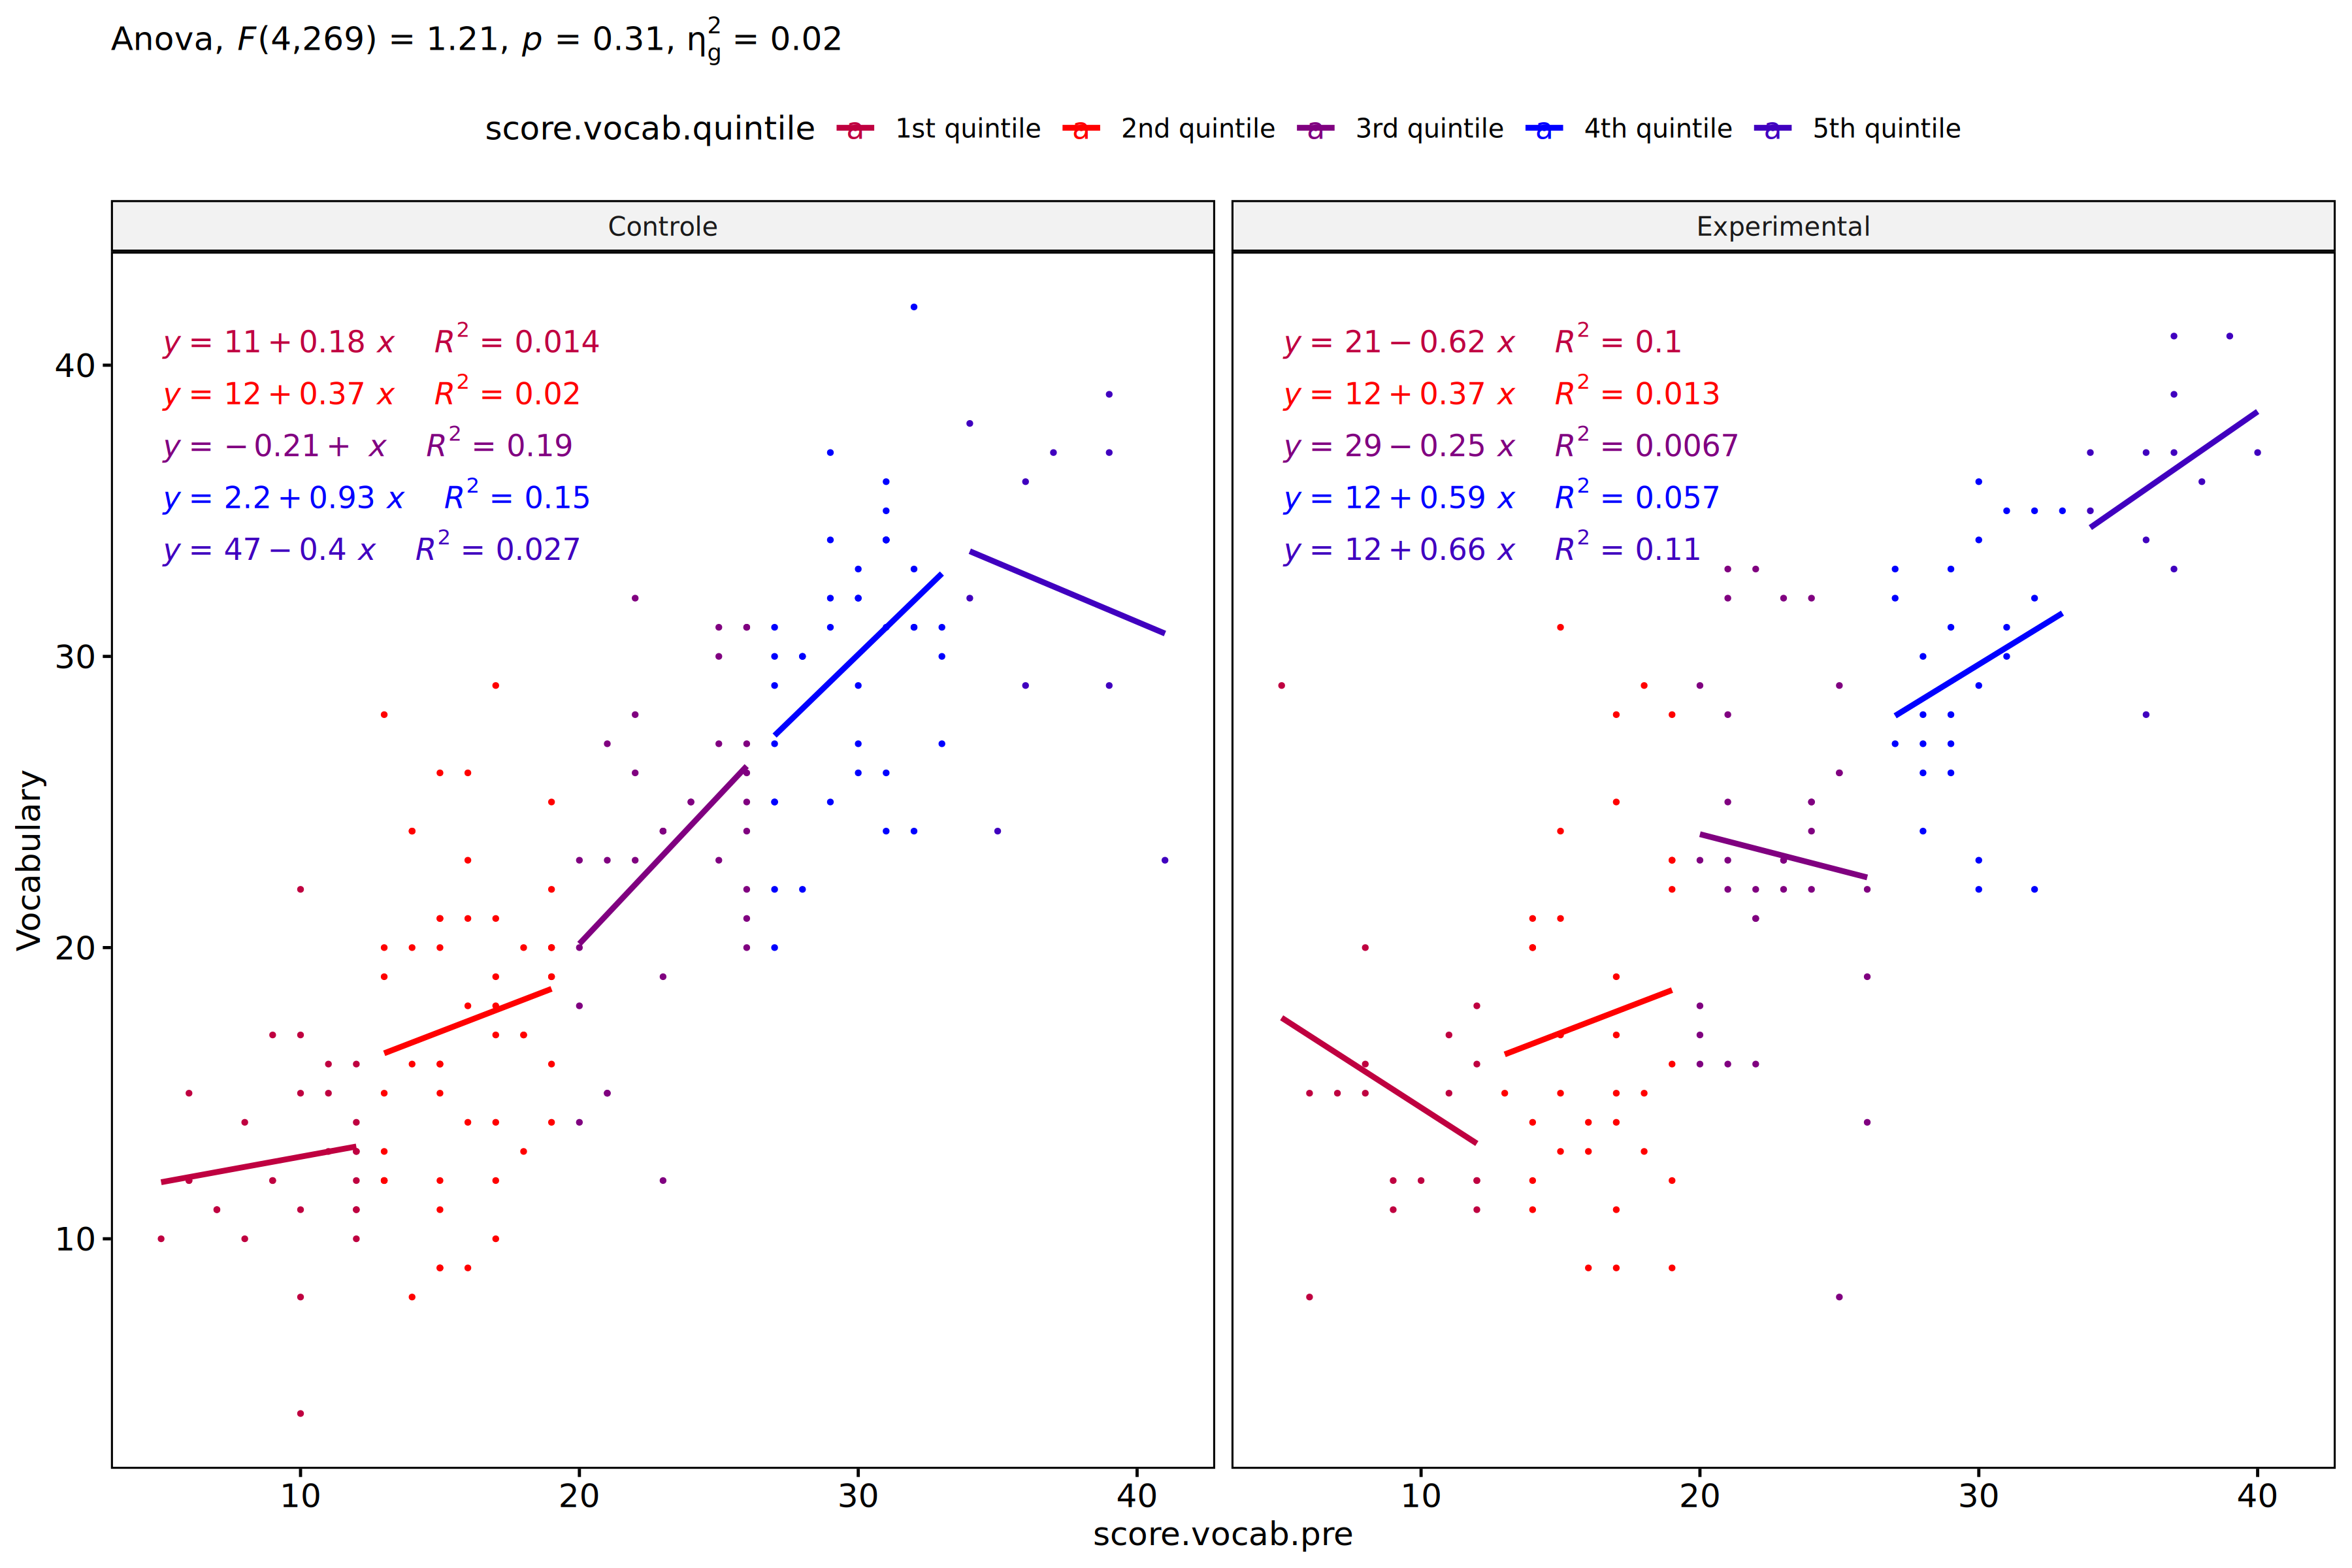 Anova, F(4,269) = 1.21, p = 0.31, η²g = 0.02
score.vocab.quintile a 1st quintile a 2nd quintile a 3rd quintile a 4th quintile a 5th quintile
Controle
Experimental
y = 11 + 0.18 x R² = 0.014
y = 12 + 0.37 x R² = 0.02
y = − 0.21 + x R² = 0.19
y = 2.2 + 0.93 x R² = 0.15
y = 47 − 0.4 x R² = 0.027
y = 21 − 0.62 x R² = 0.1
y = 12 + 0.37 x R² = 0.013
y = 29 − 0.25 x R² = 0.0067
y = 12 + 0.59 x R² = 0.057
y = 12 + 0.66 x R² = 0.11
Vocabulary
40
30
20
10
10 20 30 40
10 20 30 40
score.vocab.pre